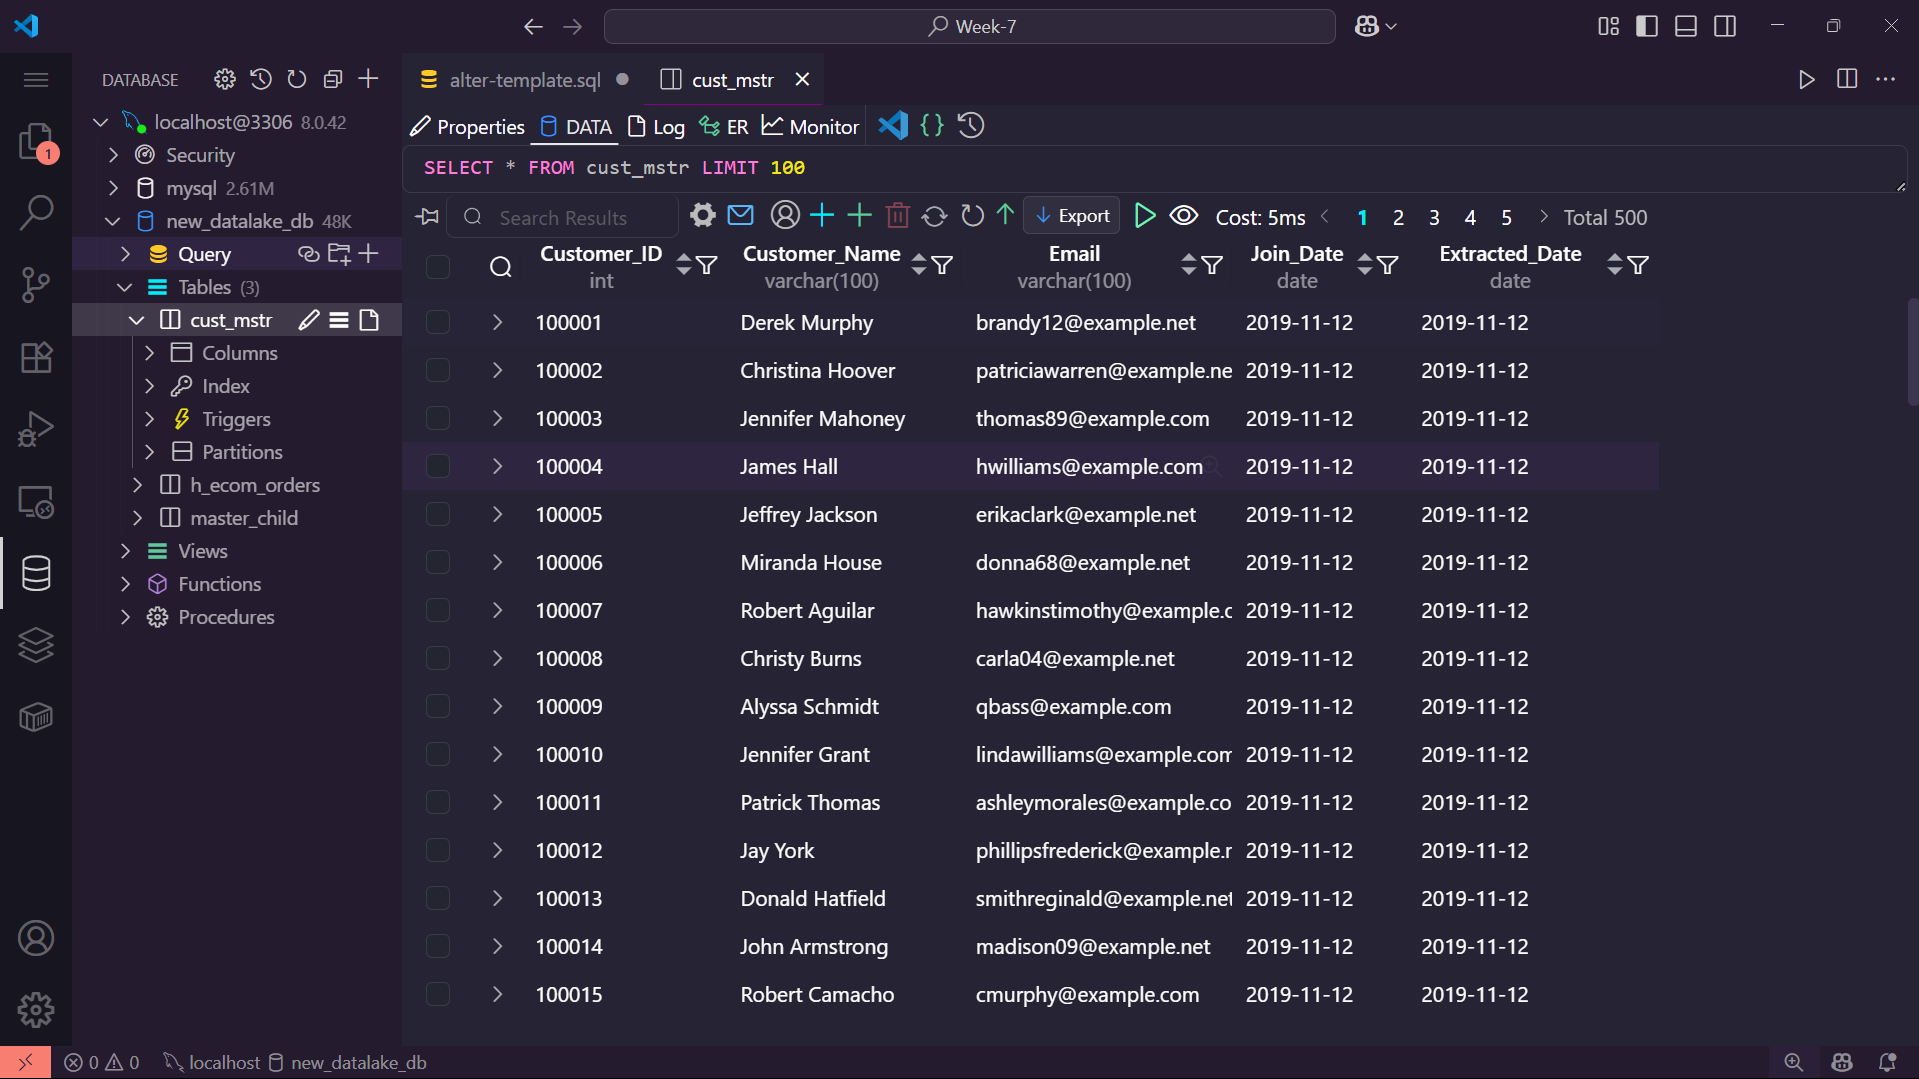 Week-7
DATABASE
alter-template.sql
cust_mstr
localhost@3306 8.0.42
1
Security
mysql 2.61M
new_datalake_db 48K
Query
Tables (3)
cust_mstr
Columns
Index
Triggers
Partitions
h_ecom_orders
master_child
Views
Functions
Procedures
Properties DATA Log ER Monitor
SELECT * FROM cust_mstr LIMIT 100
Search Results Export Cost: 5ms 1 2 3 4 5 Total 500
Customer_ID Customer_Name Email Join_Date Extracted_Date
int varchar(100) varchar(100) date date
100001 Derek Murphy brandy12@example.net 2019-11-12 2019-11-12
100002 Christina Hoover patriciawarren@example.ne 2019-11-12 2019-11-12
100003 Jennifer Mahoney thomas89@example.com 2019-11-12 2019-11-12
100004 James Hall hwilliams@example.com 2019-11-12 2019-11-12
100005 Jeffrey Jackson erikaclark@example.net 2019-11-12 2019-11-12
100006 Miranda House donna68@example.net 2019-11-12 2019-11-12
100007 Robert Aguilar hawkinstimothy@example.c 2019-11-12 2019-11-12
100008 Christy Burns carla04@example.net 2019-11-12 2019-11-12
100009 Alyssa Schmidt qbass@example.com 2019-11-12 2019-11-12
100010 Jennifer Grant lindawilliams@example.com 2019-11-12 2019-11-12
100011 Patrick Thomas ashleymorales@example.co 2019-11-12 2019-11-12
100012 Jay York phillipsfrederick@example.r 2019-11-12 2019-11-12
100013 Donald Hatfield smithreginald@example.net 2019-11-12 2019-11-12
100014 John Armstrong madison09@example.net 2019-11-12 2019-11-12
100015 Robert Camacho cmurphy@example.com 2019-11-12 2019-11-12
0 0 localhost new_datalake_db